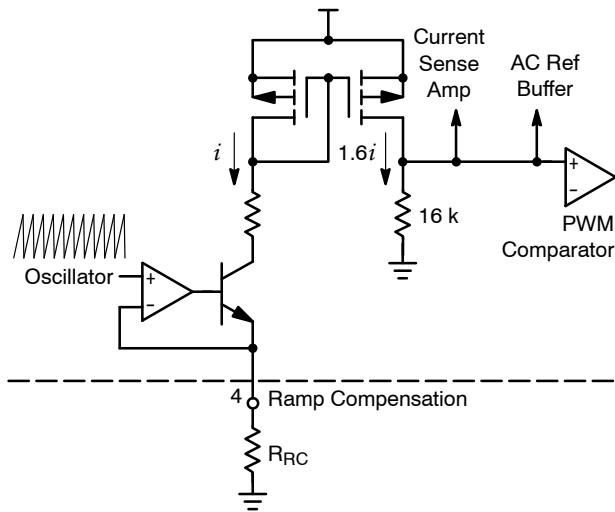 Current
Sense
Amp
AC Ref
Buffer
i
1.6i
+
−
16 k
PWM
Comparator
Oscillator
+
−
4
Ramp Compensation
RRC